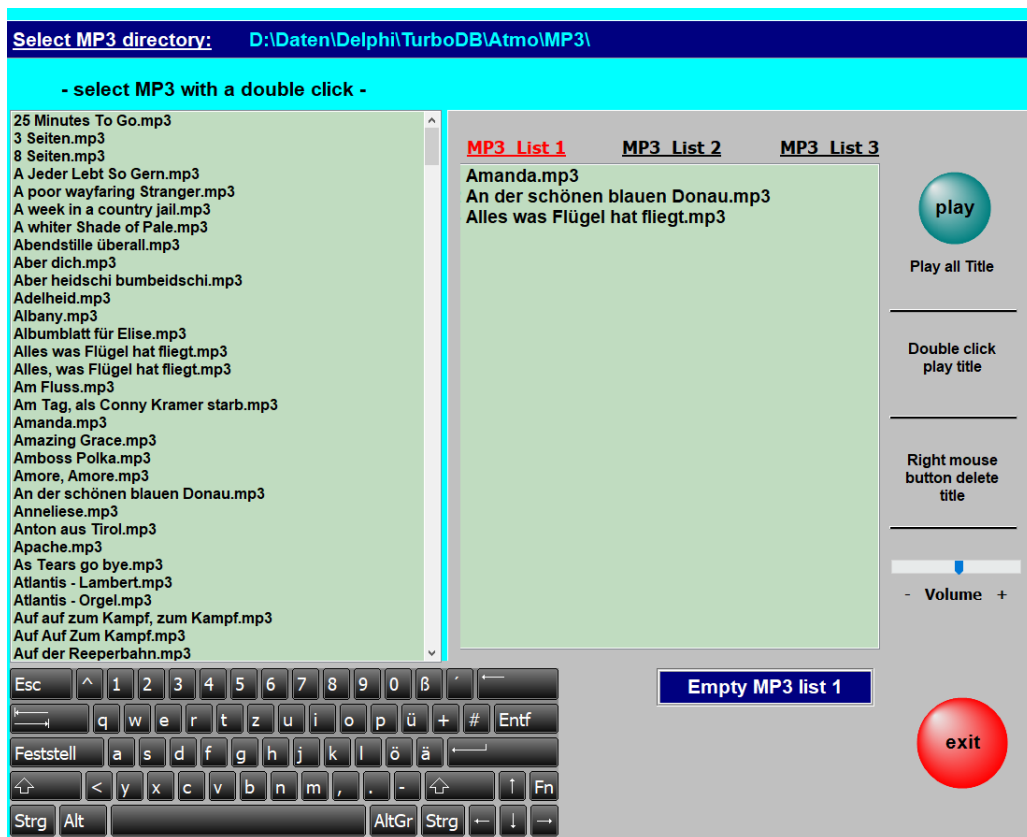 Select MP3 directory: D:\Daten\Delphi\TurboDB\Atmo\MP3\
- select MP3 with a double click -
25 Minutes To Go.mp3
3 Seiten.mp3
8 Seiten.mp3
A Jeder Lebt So Gern.mp3
A poor wayfaring Stranger.mp3
A week in a country jail.mp3
A whiter Shade of Pale.mp3
Abendstille überall.mp3
Aber dich.mp3
Aber heidschi bumbeidschi.mp3
Adelheid.mp3
Albany.mp3
Albumblatt für Elise.mp3
Alles was Flügel hat fliegt.mp3
Alles, was Flügel hat fliegt.mp3
Am Fluss.mp3
Am Tag, als Conny Kramer starb.mp3
Amanda.mp3
Amazing Grace.mp3
Amboss Polka.mp3
Amore, Amore.mp3
An der schönen blauen Donau.mp3
Anneliese.mp3
Anton aus Tirol.mp3
Apache.mp3
As Tears go bye.mp3
Atlantis - Lambert.mp3
Atlantis - Orgel.mp3
Auf auf zum Kampf, zum Kampf.mp3
Auf Auf Zum Kampf.mp3
Auf der Reeperbahn.mp3
MP3 List 1 MP3 List 2 MP3 List 3
Amanda.mp3
An der schönen blauen Donau.mp3
Alles was Flügel hat fliegt.mp3
play
Play all Title
Double click
play title
Right mouse
button delete
title
- Volume +
Empty MP3 list 1
exit
Esc ^ 1 2 3 4 5 6 7 8 9 0 ß ´ ←
q w e r t z u i o p ü + # Entf
Feststell a s d f g h j k l ö ä
< y x c v b n m , . - ↑ Fn
Strg Alt AltGr Strg ← ↓ →